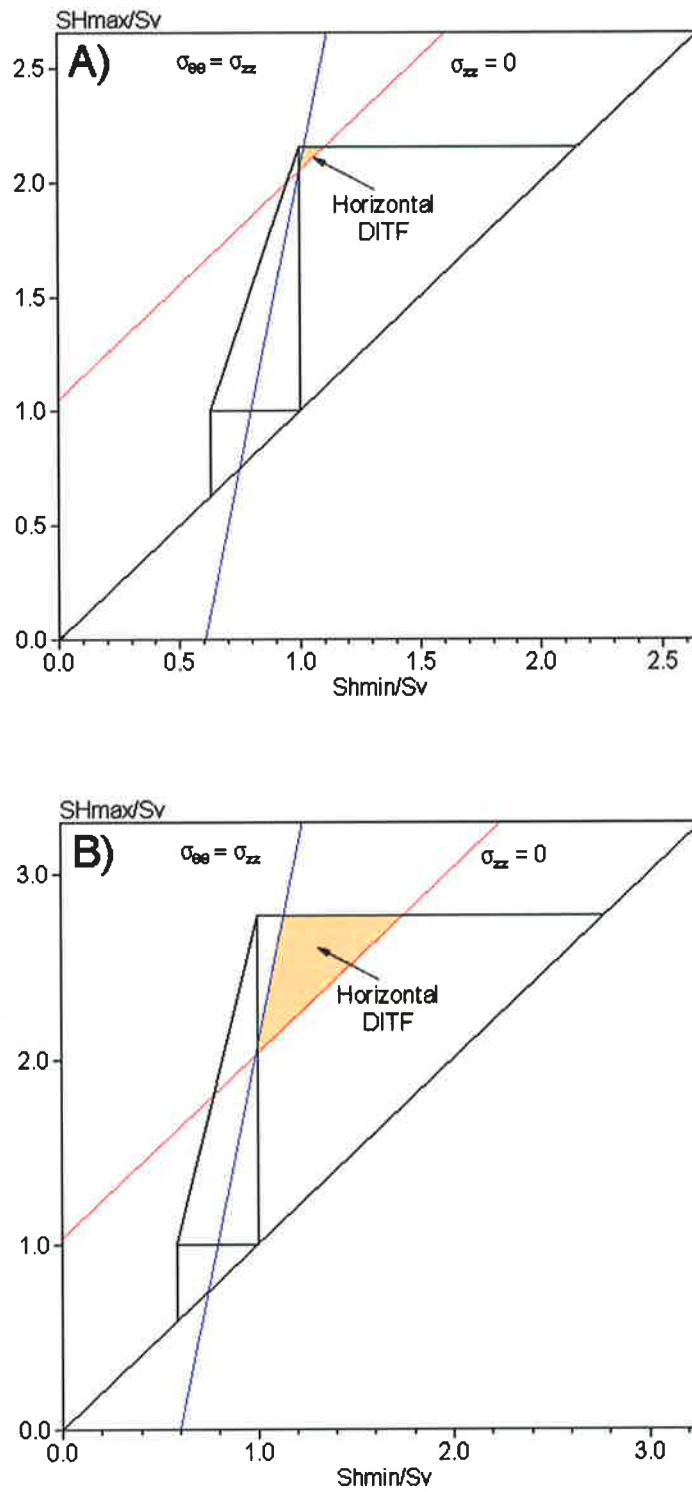 SHmax/Sv
A)
σθθ = σzz
σzz = 0
2.5
2.0
1.5
1.0
0.5
0.0
Horizontal
DITF
0.0 0.5 1.0 1.5 2.0 2.5
Shmin/Sv
SHmax/Sv
B)
σθθ = σzz
σzz = 0
3.0
2.0
1.0
0.0
Horizontal
DITF
0.0 1.0 2.0 3.0
Shmin/Sv